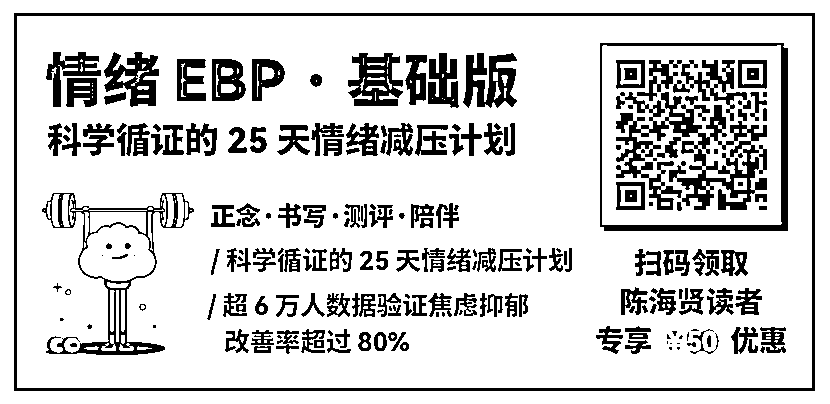 情绪 EBP · 基础版
科学循证的 25 天情绪减压计划
正念·书写·测评·陪伴
/ 科学循证的 25 天情绪减压计划
/ 超 6 万人数据验证焦虑抑郁
改善率超过 80%
扫码领取
陈海贤读者
专享 ¥50 优惠